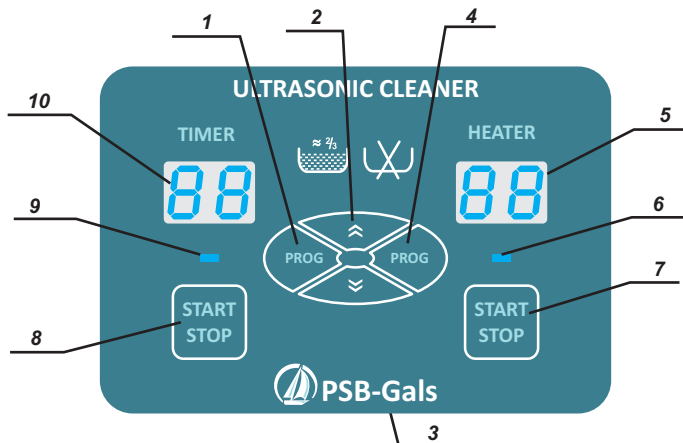 1
2
4
ULTRASONIC CLEANER
10
TIMER
≈ 2/3
HEATER
5
88
88
9
PROG
PROG
6
7
START
STOP
START
STOP
8
PSB-Gals
3